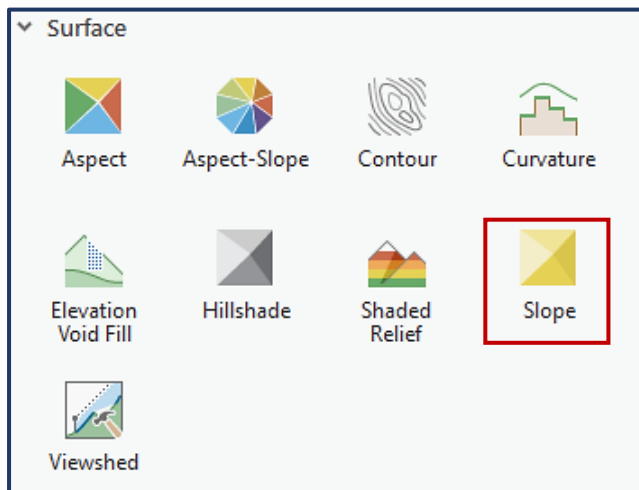 Surface
Aspect
Aspect-Slope
Contour
Curvature
Elevation
Void Fill
Hillshade
Shaded
Relief
Slope
Viewshed